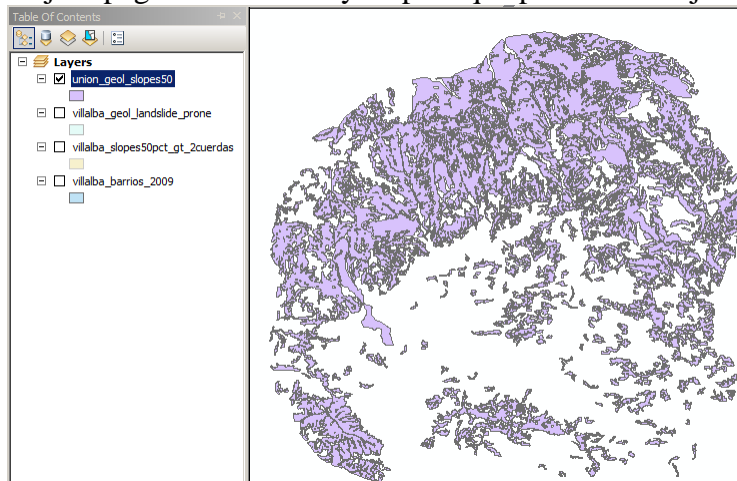 Table Of Contents
Layers
union_geol_slopes50
villalba_geol_landslide_prone
villalba_slopes50pct_gt_2cuerdas
villalba_barrios_2009